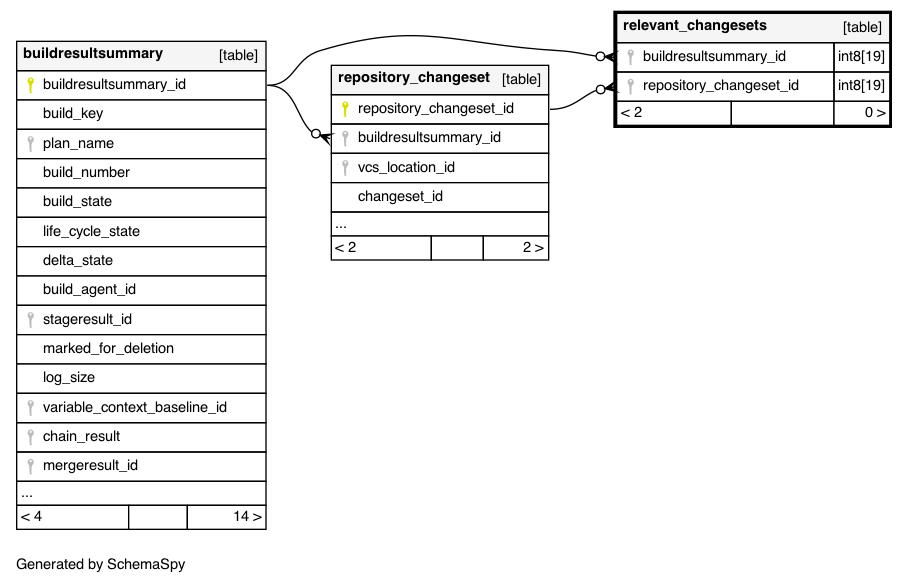 buildresultsummary [table]
buildresultsummary_id
build_key
plan_name
build_number
build_state
life_cycle_state
delta_state
build_agent_id
stageresult_id
marked_for_deletion
log_size
variable_context_baseline_id
chain_result
mergeresult_id
...
< 4 14 >
repository_changeset [table]
repository_changeset_id
buildresultsummary_id
vcs_location_id
changeset_id
...
< 2 2 >
relevant_changesets [table]
buildresultsummary_id int8[19]
repository_changeset_id int8[19]
< 2 0 >
Generated by SchemaSpy